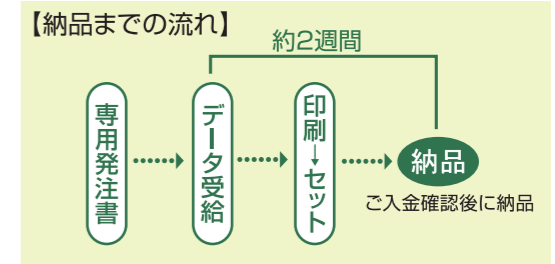 【納品までの流れ】
約2週間
専用発注書
データ受給
印刷→セット
納品
ご入金確認後に納品